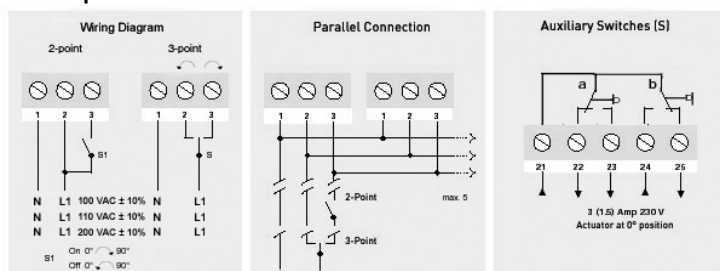 Wiring Diagram
2-point 3-point
1 2 3 1 2 3
S1 S
N L1 100 VAC ± 10% N L1
N L1 110 VAC ± 10% N L1
N L1 200 VAC ± 10% N L1
S1 On 0° 90°
Off 0° 90°
Parallel Connection
1 2 3 1 2 3
2-Point max. 5
3-Point
Auxiliary Switches (S)
a b
21 22 23 24 25
3 (1.5) Amp 230 V
Actuator at 0° position